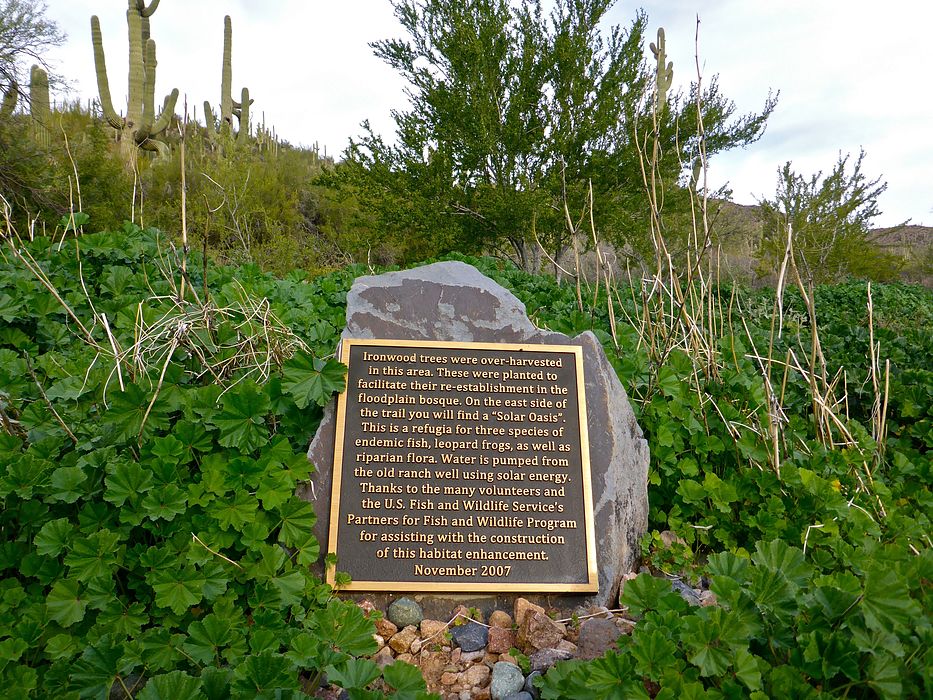 Ironwood trees were over-harvested
in this area. These were planted to
facilitate their re-establishment in the
floodplain bosque. On the east side of
the trail you will find a “Solar Oasis”.
This is a refugia for three species of
endemic fish, leopard frogs, as well as
riparian flora. Water is pumped from
the old ranch well using solar energy.
Thanks to the many volunteers and
the U.S. Fish and Wildlife Service’s
Partners for Fish and Wildlife Program
for assisting with the construction
of this habitat enhancement.
November 2007